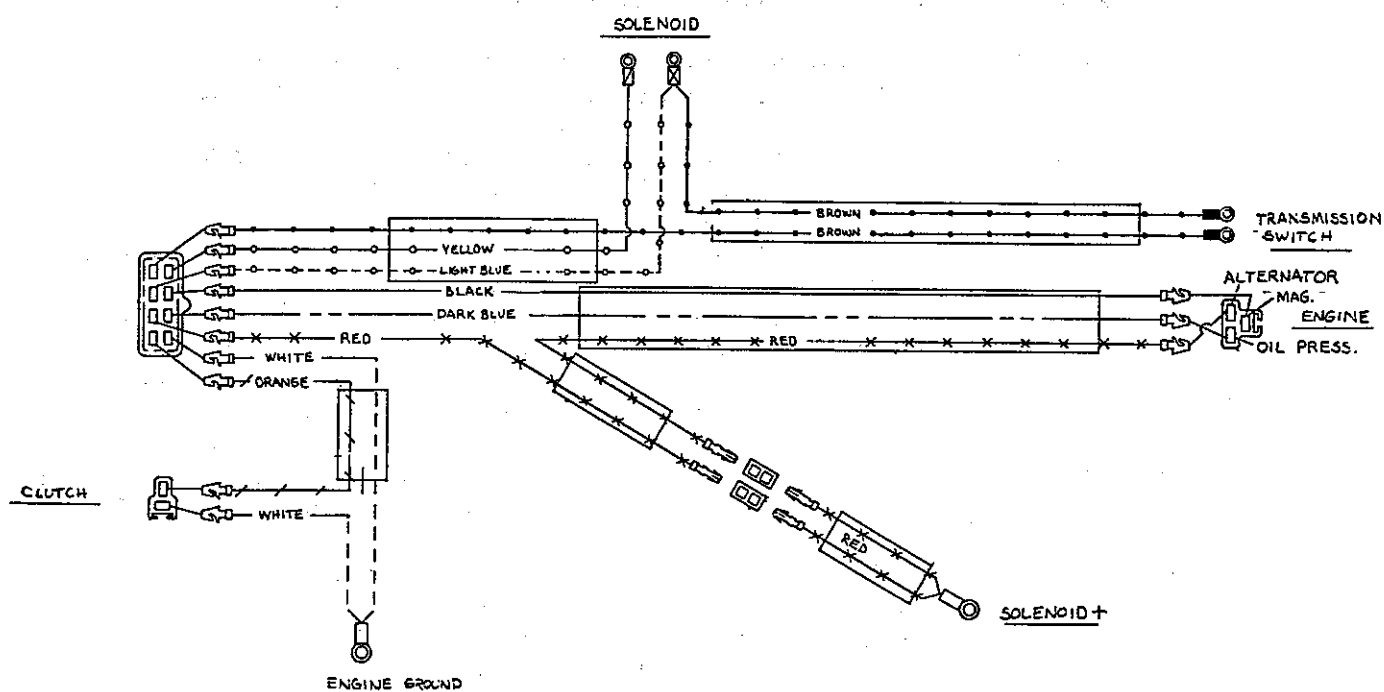 SOLENOID
BROWN
BROWN
TRANSMISSION
SWITCH
YELLOW
LIGHT BLUE
BLACK
DARK BLUE
RED
RED
ALTERNATOR
MAG.
ENGINE
OIL PRESS.
WHITE
ORANGE
CLUTCH
WHITE
RED
SOLENOID +
ENGINE GROUND